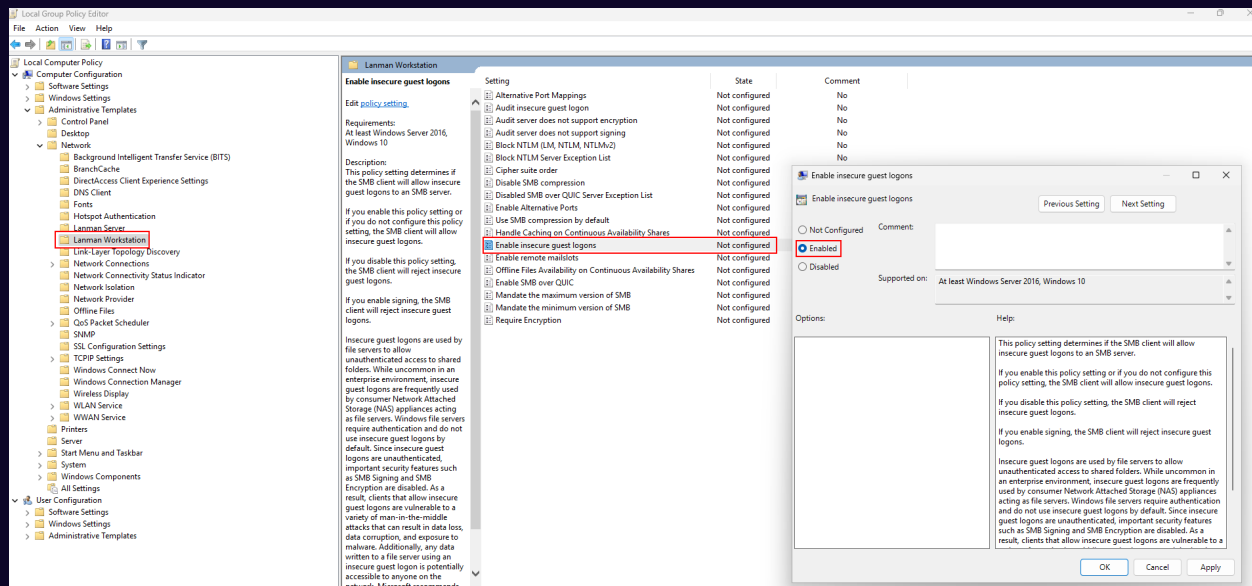 Local Group Policy Editor
File Action View Help
Local Computer Policy
Computer Configuration
Software Settings
Windows Settings
Administrative Templates
Control Panel
Desktop
Network
Background Intelligent Transfer Service (BITS)
BranchCache
DirectAccess Client Experience Settings
DNS Client
Fonts
Hotspot Authentication
Lanman Server
Lanman Workstation
Link-Layer Topology Discovery
Network Connections
Network Connectivity Status Indicator
Network Isolation
Network Provider
Offline Files
QoS Packet Scheduler
SNMP
SSL Configuration Settings
TCPIP Settings
Windows Connect Now
Windows Connection Manager
Wireless Display
WLAN Service
WWAN Service
Printers
Server
Start Menu and Taskbar
System
Windows Components
All Settings
User Configuration
Software Settings
Windows Settings
Administrative Templates
Lanman Workstation
Enable insecure guest logons
Edit policy setting
Requirements:
At least Windows Server 2016,
Windows 10
Description:
This policy setting determines if
the SMB client will allow insecure
guest logons to an SMB server.
If you enable this policy setting or
if you do not configure this policy
setting, the SMB client will allow
insecure guest logons.
If you disable this policy setting,
the SMB client will reject insecure
guest logons.
If you enable signing, the SMB
client will reject insecure guest
logons.
Insecure guest logons are used by
file servers to allow
unauthenticated access to shared
folders. While uncommon in an
enterprise environment, insecure
guest logons are frequently used
by consumer Network Attached
Storage (NAS) appliances acting
as file servers. Windows file servers
require authentication and do not
use insecure guest logons by
default. Since insecure guest
logons are unauthenticated,
important security features such
as SMB Signing and SMB
Encryption are disabled. As a
result, clients that allow insecure
guest logons are vulnerable to a
variety of man-in-the-middle
attacks that can result in data loss,
data corruption, and exposure to
malware. Additionally, any data
written to a file server using an
insecure guest logon is potentially
accessible to anyone on the
network. Microsoft recommends
Setting State Comment
Alternative Port Mappings Not configured No
Audit insecure guest logon Not configured No
Audit server does not support encryption Not configured No
Audit server does not support signing Not configured No
Block NTLM (LM, NTLM, NTLMv2) Not configured No
Block NTLM Server Exception List Not configured No
Cipher suite order Not configured
Disable SMB compression Not configured
Disabled SMB over QUIC Server Exception List Not configured
Enable Alternative Ports Not configured
Use SMB compression by default Not configured
Handle Caching on Continuous Availability Shares Not configured
Enable insecure guest logons Not configured
Enable remote mailslots Not configured
Offline Files Availability on Continuous Availability Shares Not configured
Enable SMB over QUIC Not configured
Mandate the maximum version of SMB Not configured
Mandate the minimum version of SMB Not configured
Require Encryption Not configured
Enable insecure guest logons
Enable insecure guest logons
Previous Setting Next Setting
Not Configured Comment:
Enabled
Disabled
Supported on: At least Windows Server 2016, Windows 10
Options: Help:
This policy setting determines if the SMB client will allow
insecure guest logons to an SMB server.
If you enable this policy setting or if you do not configure this
policy setting, the SMB client will allow insecure guest logons.
If you disable this policy setting, the SMB client will reject
insecure guest logons.
If you enable signing, the SMB client will reject insecure guest
logons.
Insecure guest logons are used by file servers to allow
unauthenticated access to shared folders. While uncommon in
an enterprise environment, insecure guest logons are frequently
used by consumer Network Attached Storage (NAS) appliances
acting as file servers. Windows file servers require authentication
and do not use insecure guest logons by default. Since insecure
guest logons are unauthenticated, important security features
such as SMB Signing and SMB Encryption are disabled. As a
result, clients that allow insecure guest logons are vulnerable to a
OK Cancel Apply